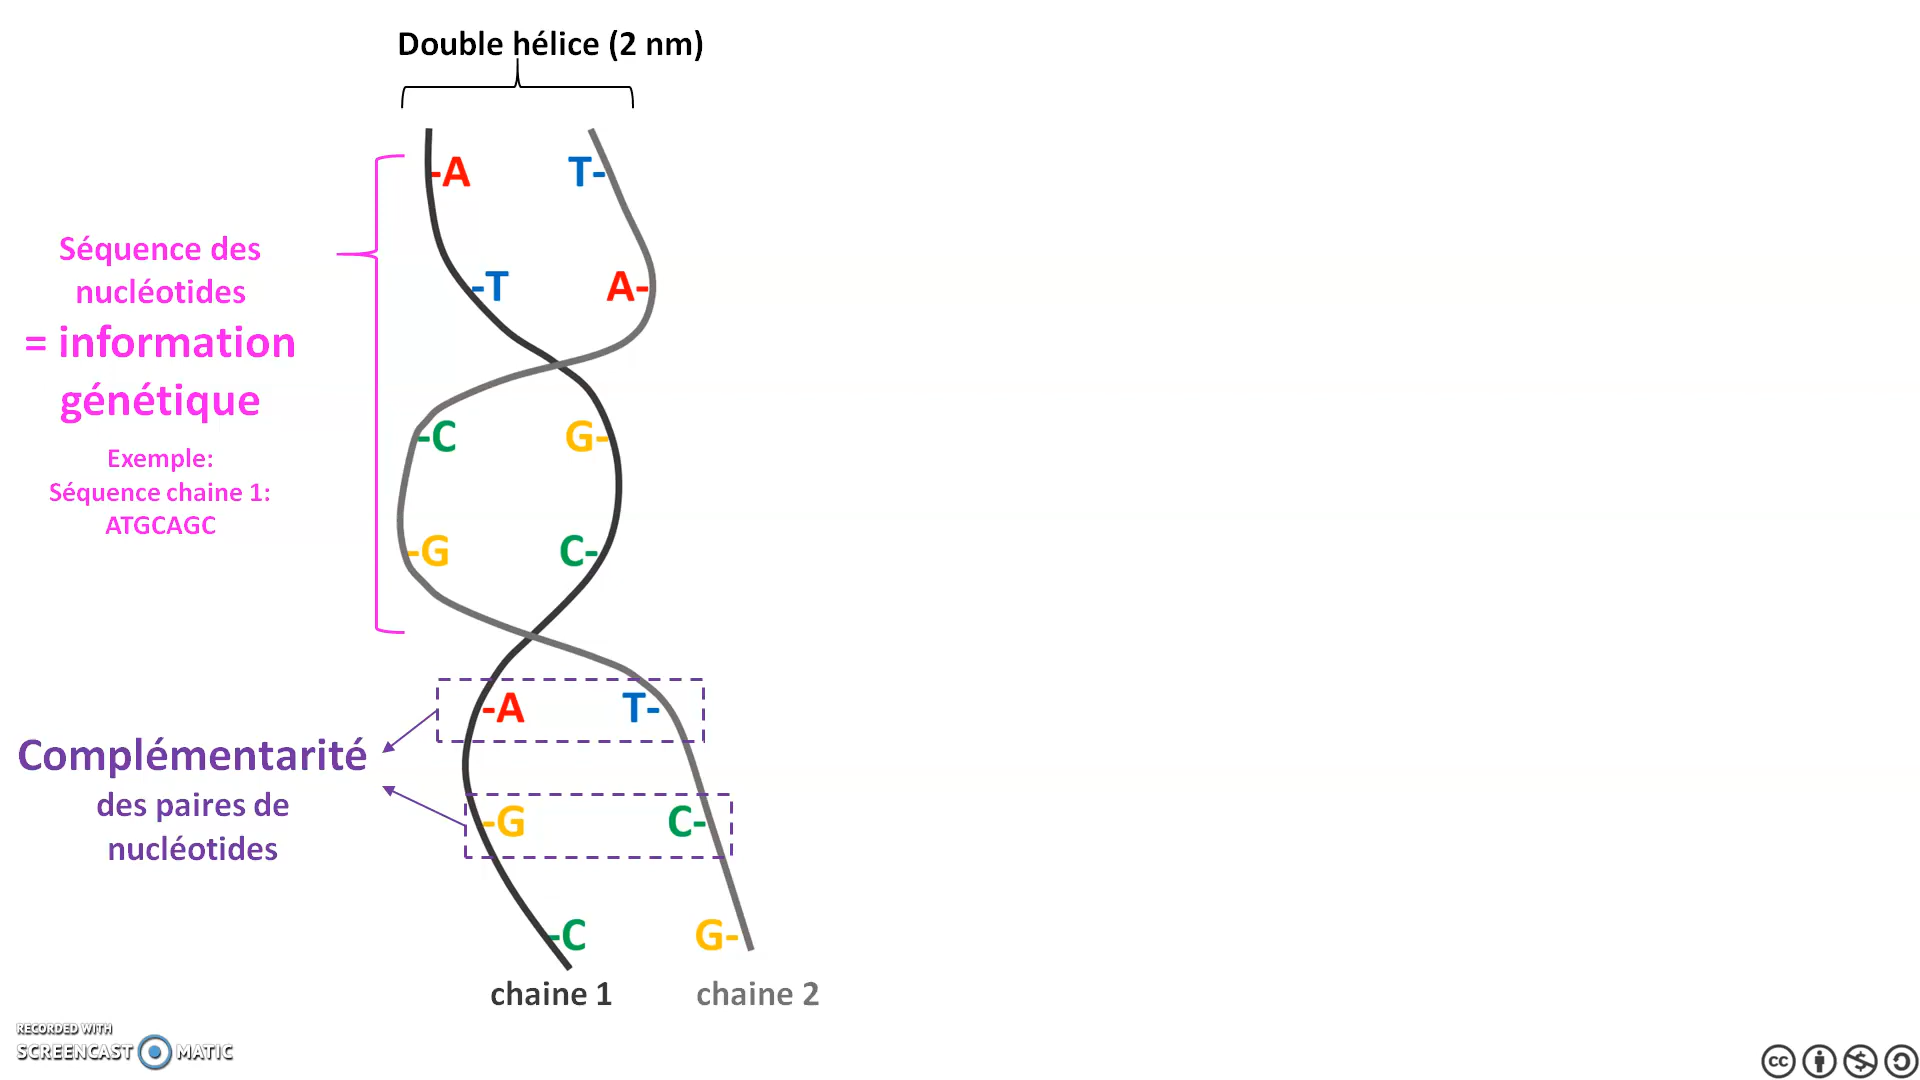 Double hélice (2 nm)
-A T-
-T A-
Séquence des
nucléotides
= information
génétique
Exemple:
Séquence chaine 1:
ATGCAGC
-C G-
-G C-
-A T-
Complémentarité
des paires de
nucléotides
-G C-
-C G-
chaine 1 chaine 2
RECORDED WITH
SCREENCAST MATIC
cc